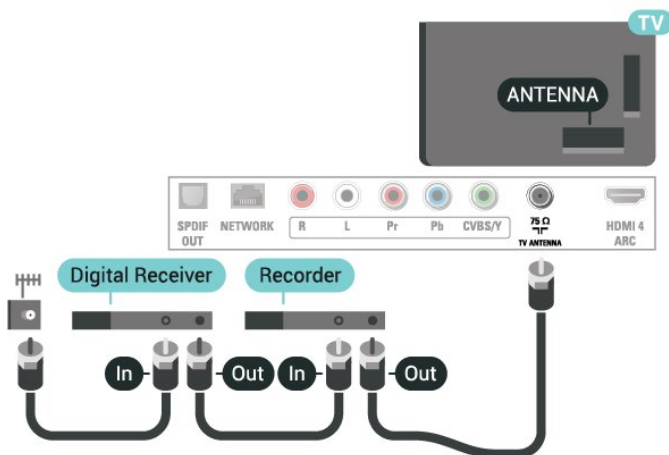 TV
ANTENNA
SPDIF
OUT
NETWORK
R
L
Pr
Pb
CVBS/Y
75 Ω
TV ANTENNA
HDMI 4
ARC
Digital Receiver
Recorder
In
Out
In
Out